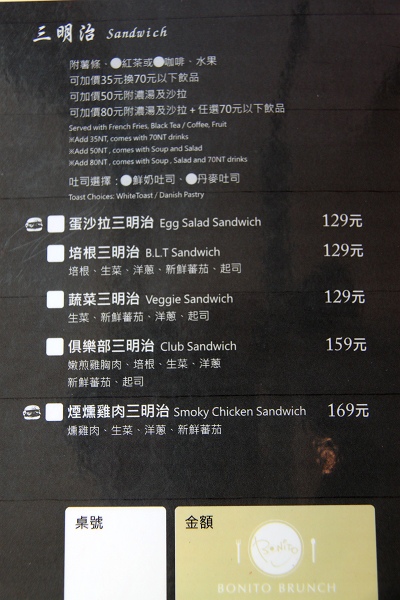 三明治 Sandwich
附薯條、●紅茶或●咖啡、水果
可加價35元換70元以下飲品
可加價50元附濃湯及沙拉
可加價80元附濃湯及沙拉+任選70元以下飲品
Served with French Fries, Black Tea / Coffee, Fruit
※Add 35NT, comes with 70NT drinks
※Add 50NT , comes with Soup and Salad
※Add 80NT , comes with Soup , Salad and 70NT drinks
吐司選擇：●鮮奶吐司、●丹麥吐司
Toast Choices: WhiteToast / Danish Pastry
蛋沙拉三明治 Egg Salad Sandwich 129元
培根三明治 B.L.T Sandwich 129元
培根、生菜、洋蔥、新鮮蕃茄、起司
蔬菜三明治 Veggie Sandwich 129元
生菜、新鮮蕃茄、洋蔥、起司
俱樂部三明治 Club Sandwich 159元
嫩煎雞胸肉、培根、生菜、洋蔥
新鮮蕃茄、起司
煙燻雞肉三明治 Smoky Chicken Sandwich 169元
燻雞肉、生菜、洋蔥、新鮮蕃茄
桌號
金額
BONITO
BONITO BRUNCH